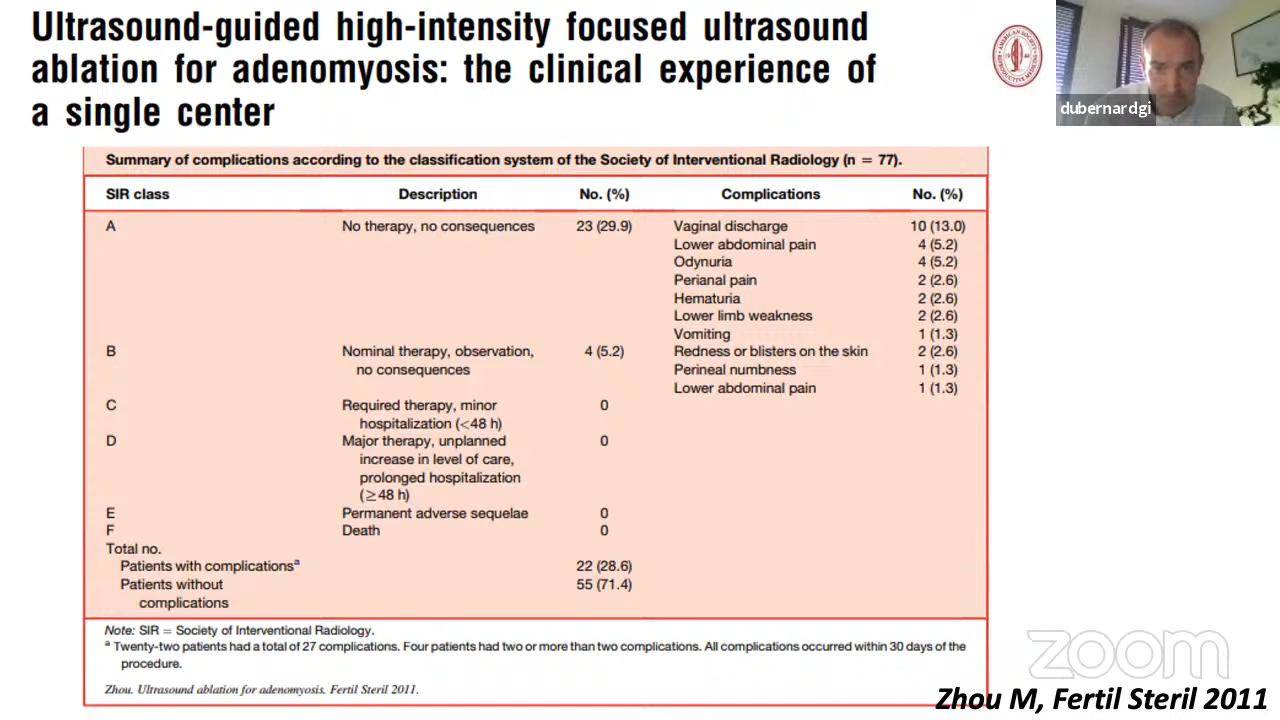 Ultrasound-guided high-intensity focused ultrasound
ablation for adenomyosis: the clinical experience of
a single center
dubernardgi
Summary of complications according to the classification system of the Society of Interventional Radiology (n = 77).
SIR class Description No. (%) Complications No. (%)
A No therapy, no consequences 23 (29.9) Vaginal discharge 10 (13.0)
Lower abdominal pain 4 (5.2)
Odynuria 4 (5.2)
Perianal pain 2 (2.6)
Hematuria 2 (2.6)
Lower limb weakness 2 (2.6)
Vomiting 1 (1.3)
B Nominal therapy, observation, 4 (5.2) Redness or blisters on the skin 2 (2.6)
no consequences Perineal numbness 1 (1.3)
Lower abdominal pain 1 (1.3)
C Required therapy, minor 0
hospitalization (<48 h)
D Major therapy, unplanned 0
increase in level of care,
prolonged hospitalization
(≥48 h)
E Permanent adverse sequelae 0
F Death 0
Total no.
Patients with complicationsᵃ 22 (28.6)
Patients without 55 (71.4)
complications
Note: SIR = Society of Interventional Radiology.
ᵃ Twenty-two patients had a total of 27 complications. Four patients had two or more than two complications. All complications occurred within 30 days of the
procedure.
Zhou. Ultrasound ablation for adenomyosis. Fertil Steril 2011.
zoom
Zhou M, Fertil Steril 2011